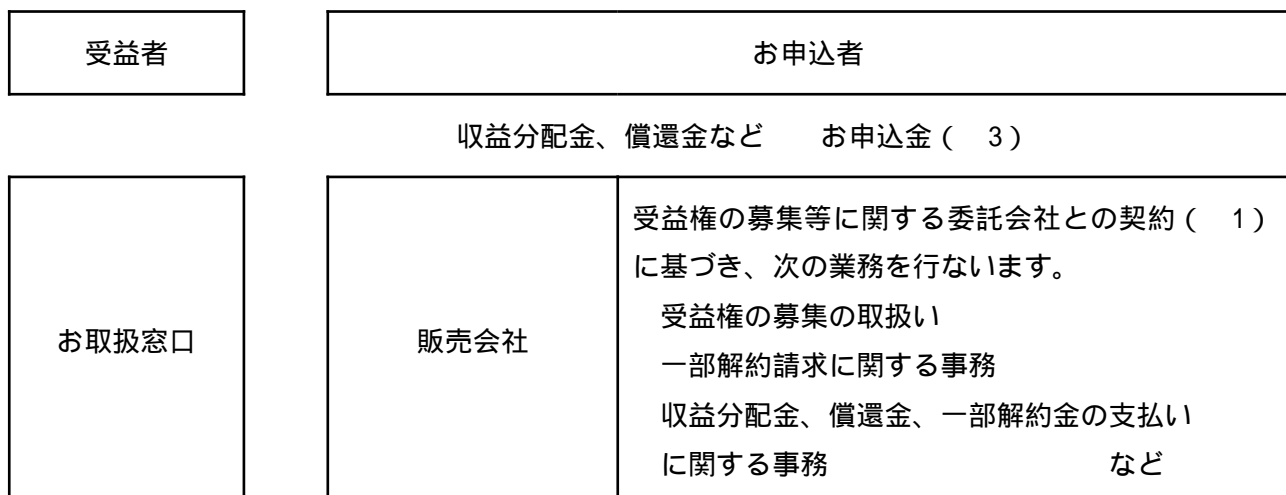 受益者
お申込者
収益分配金、償還金など　　お申込金（　3）
お取扱窓口
販売会社
受益権の募集等に関する委託会社との契約（　1）
に基づき、次の業務を行ないます。
受益権の募集の取扱い
一部解約請求に関する事務
収益分配金、償還金、一部解約金の支払い
に関する事務　　　　　　　　　など